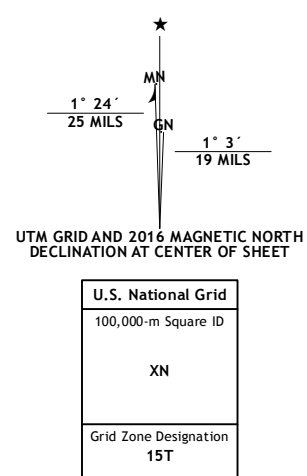 ★
MN
1° 24´
25 MILS
GN
1° 3´
19 MILS
UTM GRID AND 2016 MAGNETIC NORTH
DECLINATION AT CENTER OF SHEET
U.S. National Grid
100,000-m Square ID
XN
Grid Zone Designation
15T